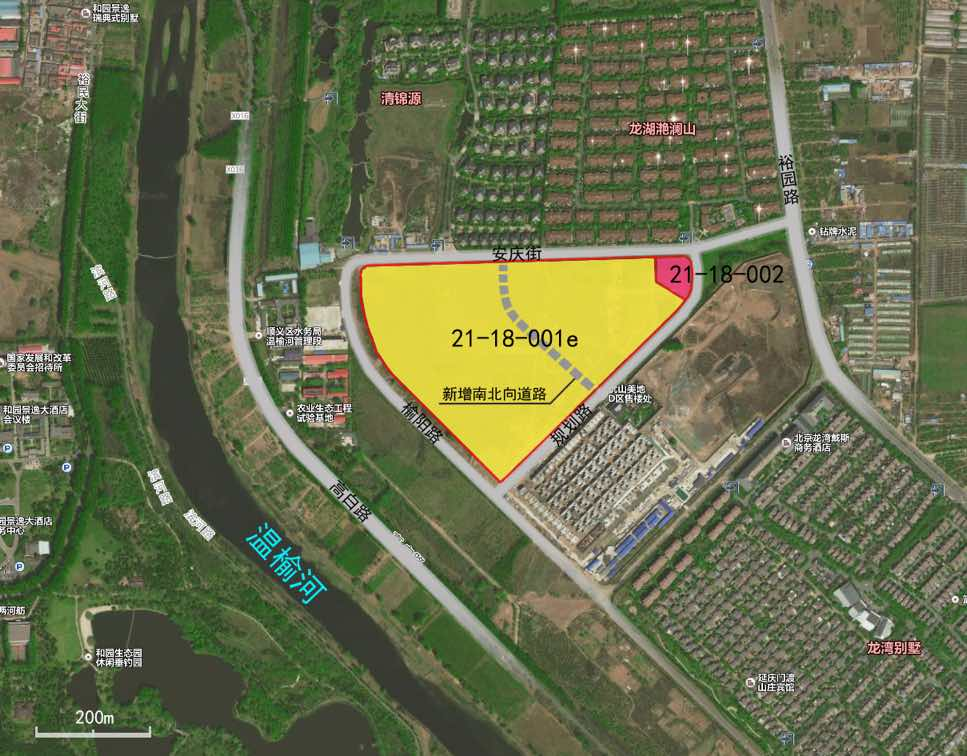 和园景逸
瑞典式别墅
裕民大街
X016
清锦源
龙湖滟澜山
X016
裕园路
钻牌水泥
安庆街
21-18-002
顺义区水务局
温榆河管理段
21-18-001e
国家发展和改革
委员会招待所
新增南北向道路
D区售楼处
农业生态工程
试验基地
榆阳路
规划路
和园景逸大酒店
会议楼
北京龙湾戴斯
商务酒店
P
P
高白路
园景逸大酒店
务中心
温榆河
P
两河舫
和园生态园
休闲垂钓园
龙湾别墅
延庆门渡
山庄宾馆
200m